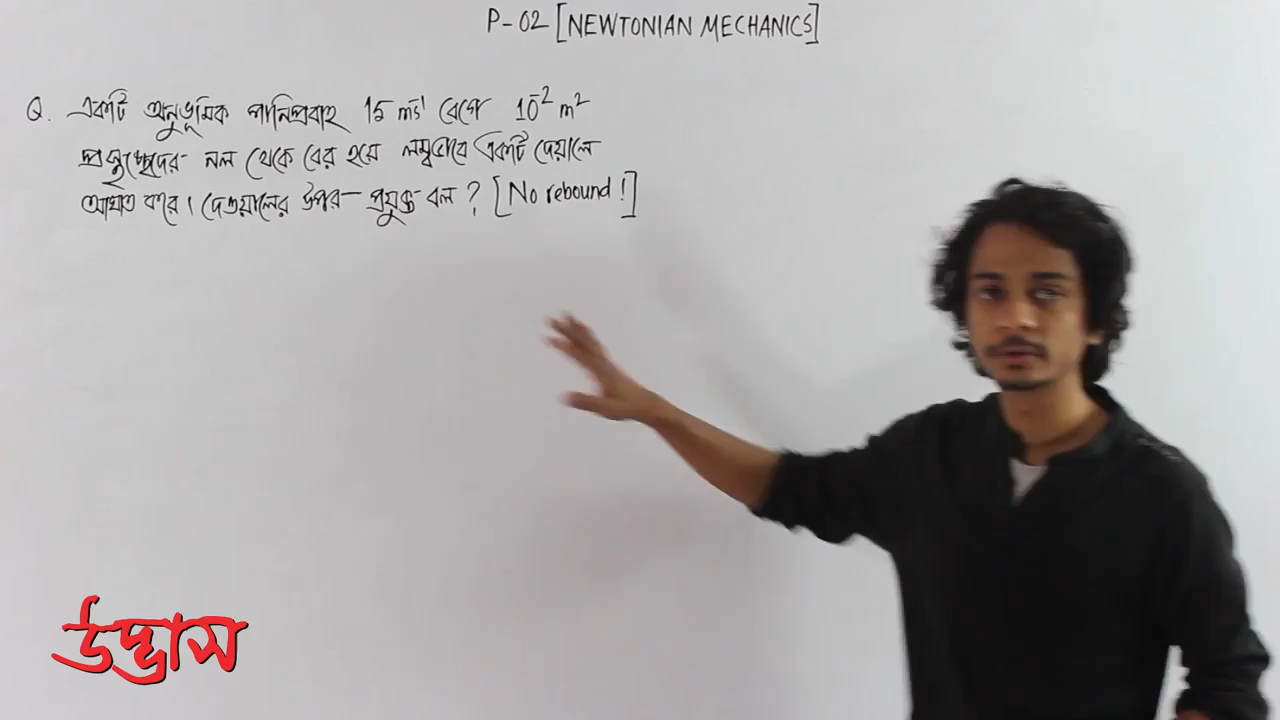 P-02 [NEWTONIAN MECHANICS]
Q. একটি অনুভূমিক পানিপ্রবাহ 15 ms⁻¹ বেগে 10⁻² m²
প্রস্থচ্ছেদের নল থেকে বের হয়ে লম্বভাবে একটি দেয়ালে
আঘাত করে। দেওয়ালের উপর প্রযুক্ত বল ? [No rebound!]
উদ্ভাস